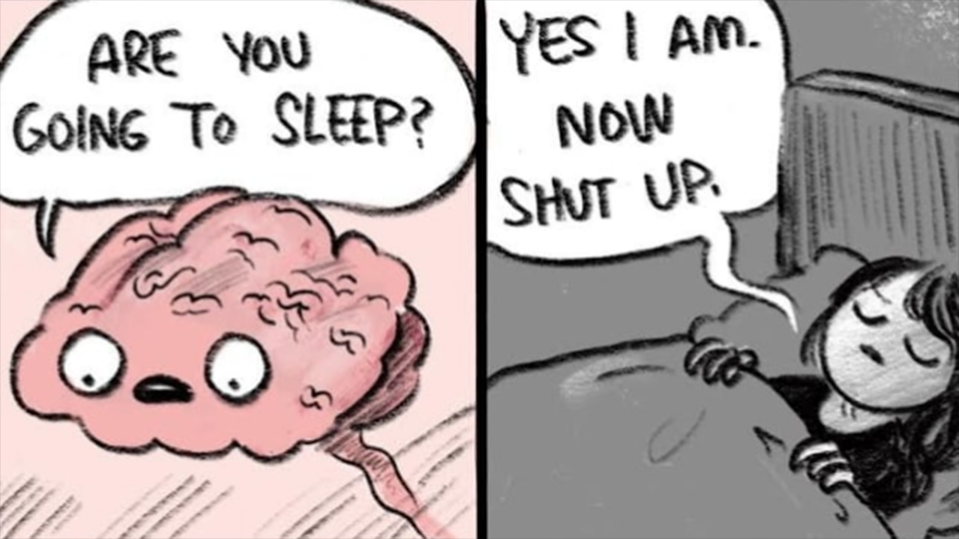 ARE YOU
GOING TO SLEEP?
YES I AM.
NOW
SHUT UP.